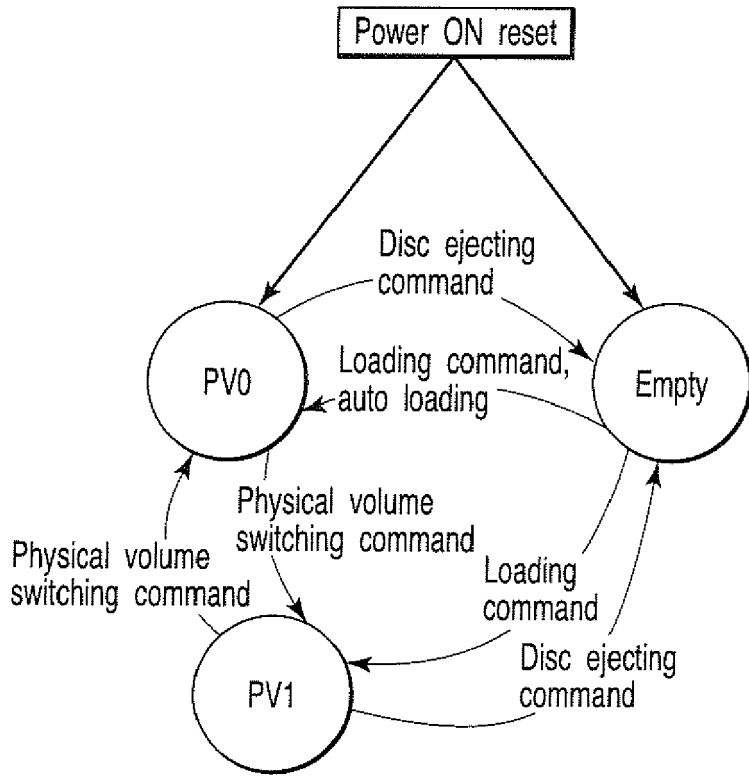 Power ON reset
Disc ejecting
command
PV0
Loading command,
auto loading
Empty
Physical volume
switching command
Physical volume
switching command
Loading
command
Disc ejecting
command
PV1